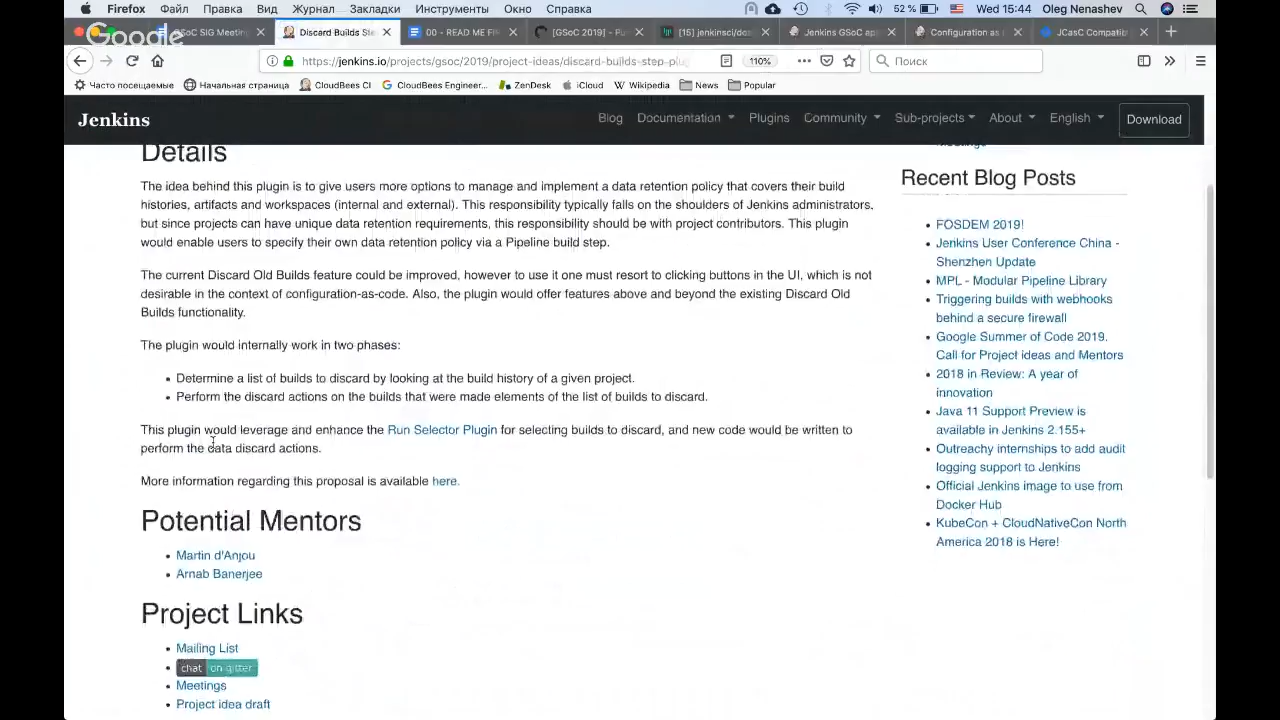 Firefox Файл Правка Вид Журнал Закладки Инструменты Окно Справка 52 % Wed 15:44 Oleg Nenashev
Google
GSoC SIG Meetin
Discard Builds Ste
00 - READ ME FI
[GSoC 2019] - Pu
[15] jenkinsci/do
Jenkins GSoC ap
Configuration as
JCasC Compatib
https://jenkins.io/projects/gsoc/2019/project-ideas/discard-builds-step-plug 110% Поиск
Часто посещаемые Начальная страница CloudBees CI CloudBees Engineer... ZenDesk iCloud Wikipedia News Popular
Jenkins Blog Documentation Plugins Community Sub-projects About English Download
Details
The idea behind this plugin is to give users more options to manage and implement a data retention policy that covers their build
histories, artifacts and workspaces (internal and external). This responsibility typically falls on the shoulders of Jenkins administrators,
but since projects can have unique data retention requirements, this responsibility should be with project contributors. This plugin
would enable users to specify their own data retention policy via a Pipeline build step.
The current Discard Old Builds feature could be improved, however to use it one must resort to clicking buttons in the UI, which is not
desirable in the context of configuration-as-code. Also, the plugin would offer features above and beyond the existing Discard Old
Builds functionality.
The plugin would internally work in two phases:
• Determine a list of builds to discard by looking at the build history of a given project.
• Perform the discard actions on the builds that were made elements of the list of builds to discard.
This plugin would leverage and enhance the Run Selector Plugin for selecting builds to discard, and new code would be written to
perform the data discard actions.
More information regarding this proposal is available here.
Potential Mentors
• Martin d'Anjou
• Arnab Banerjee
Project Links
• Mailing List
• chat on gitter
• Meetings
• Project idea draft
Recent Blog Posts
• FOSDEM 2019!
• Jenkins User Conference China -
Shenzhen Update
• MPL - Modular Pipeline Library
• Triggering builds with webhooks
behind a secure firewall
• Google Summer of Code 2019.
Call for Project ideas and Mentors
• 2018 in Review: A year of
innovation
• Java 11 Support Preview is
available in Jenkins 2.155+
• Outreachy internships to add audit
logging support to Jenkins
• Official Jenkins image to use from
Docker Hub
• KubeCon + CloudNativeCon North
America 2018 is Here!